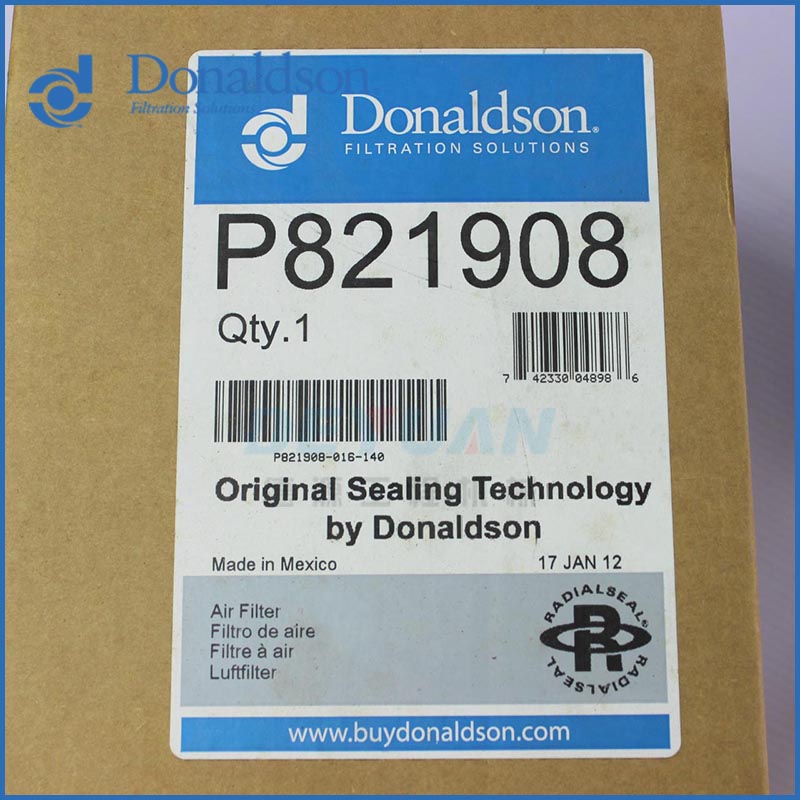 Donaldson
Filtration Solutions
Donaldson®
FILTRATION SOLUTIONS
P821908
Qty.1
7 42330 04898 6
P821908-016-140
DEYUAN
Original Sealing Technology
by Donaldson
Made in Mexico 17 JAN 12
Air Filter
Filtro de aire
Filtre à air
Luftfilter
RADIALSEAL®
RADIALSEAL
RADIALSEAL
www.buydonaldson.com